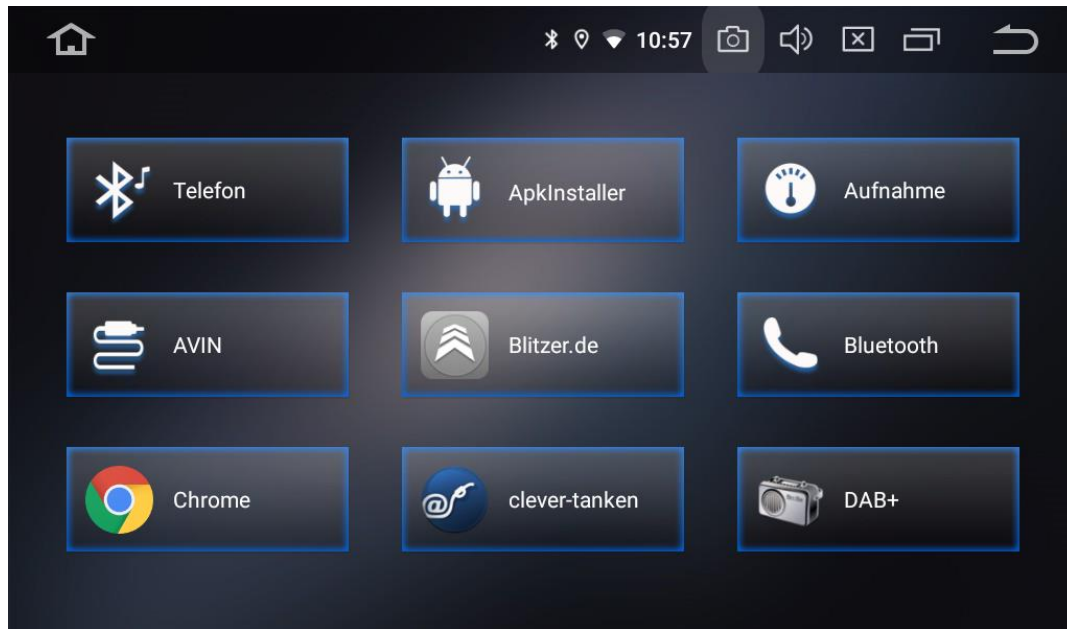 10:57
Telefon
ApkInstaller
Aufnahme
AVIN
Blitzer.de
Bluetooth
Chrome
clever-tanken
DAB+